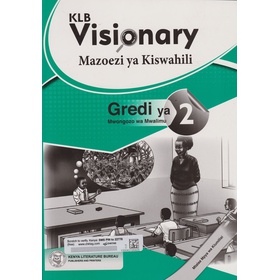 KLB
Visionary
Mazoezi ya Kiswahili
Gredi ya 2
Mwongozo wa Mwalimu
KENYA LITERATURE BUREAU